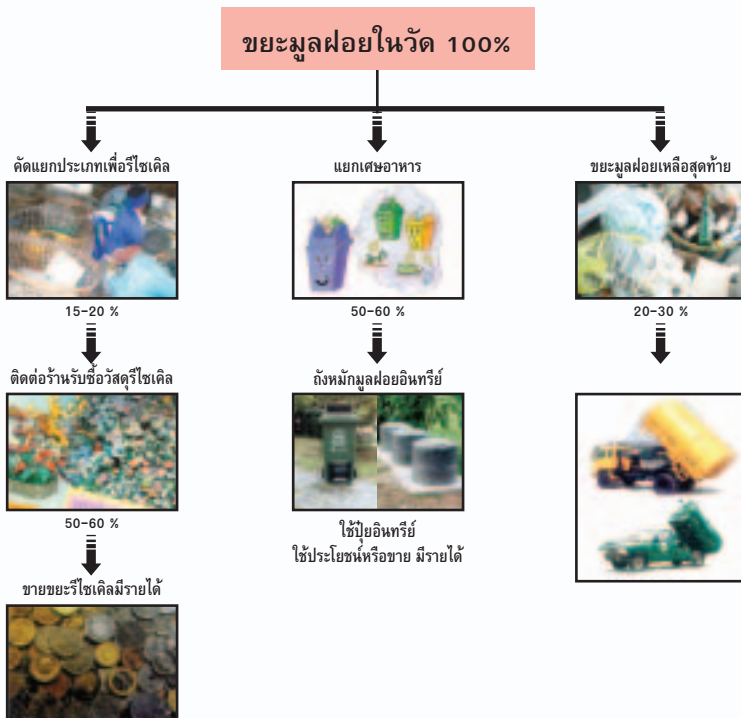 ขยะมูลฝอยในวัด 100%
คัดแยกประเภทเพื่อรีไซเคิล
แยกเศษอาหาร
ขยะมูลฝอยเหลือสุดท้าย
15-20 %
50-60 %
20-30 %
ติดต่อร้านรับซื้อวัสดุรีไซเคิล
ถังหมักมูลฝอยอินทรีย์
50-60 %
ใช้ปุ๋ยอินทรีย์
ใช้ประโยชน์หรือขาย มีรายได้
ขายขยะรีไซเคิลมีรายได้